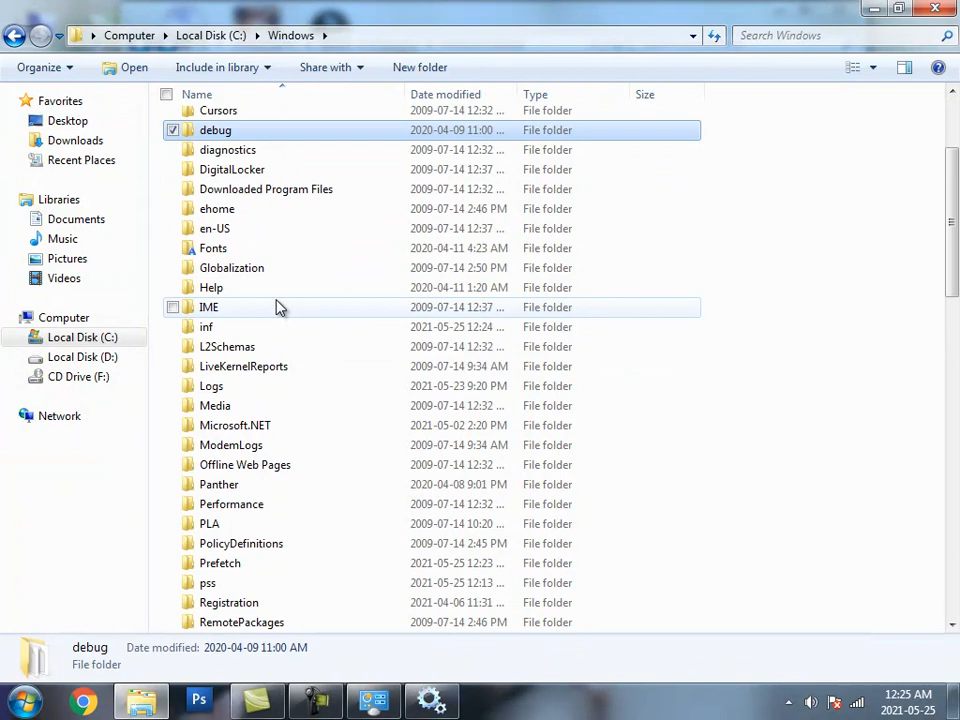 Computer Local Disk (C:) Windows Search Windows
Organize Open Include in library Share with New folder
Name Date modified Type Size
Favorites
Desktop
Downloads
Recent Places
Libraries
Documents
Music
Pictures
Videos
Computer
Local Disk (C:)
Local Disk (D:)
CD Drive (F:)
Network
Cursors 2009-07-14 12:32 ... File folder
debug 2020-04-09 11:00 ... File folder
diagnostics 2009-07-14 12:32 ... File folder
DigitalLocker 2009-07-14 12:37 ... File folder
Downloaded Program Files 2009-07-14 12:32 ... File folder
ehome 2009-07-14 2:46 PM File folder
en-US 2009-07-14 12:37 ... File folder
Fonts 2020-04-11 4:23 AM File folder
Globalization 2009-07-14 2:50 PM File folder
Help 2020-04-11 1:20 AM File folder
IME 2009-07-14 12:37 ... File folder
inf 2021-05-25 12:24 ... File folder
L2Schemas 2009-07-14 12:32 ... File folder
LiveKernelReports 2009-07-14 9:34 AM File folder
Logs 2021-05-23 9:20 PM File folder
Media 2009-07-14 12:32 ... File folder
Microsoft.NET 2021-05-02 2:20 PM File folder
ModemLogs 2009-07-14 9:34 AM File folder
Offline Web Pages 2009-07-14 12:32 ... File folder
Panther 2020-04-08 9:01 PM File folder
Performance 2009-07-14 12:32 ... File folder
PLA 2009-07-14 10:20 ... File folder
PolicyDefinitions 2009-07-14 2:45 PM File folder
Prefetch 2021-05-25 12:23 ... File folder
pss 2021-05-25 12:13 ... File folder
Registration 2021-04-06 11:31 ... File folder
RemotePackages 2009-07-14 2:46 PM File folder
debug Date modified: 2020-04-09 11:00 AM
File folder
Ps
12:25 AM
2021-05-25